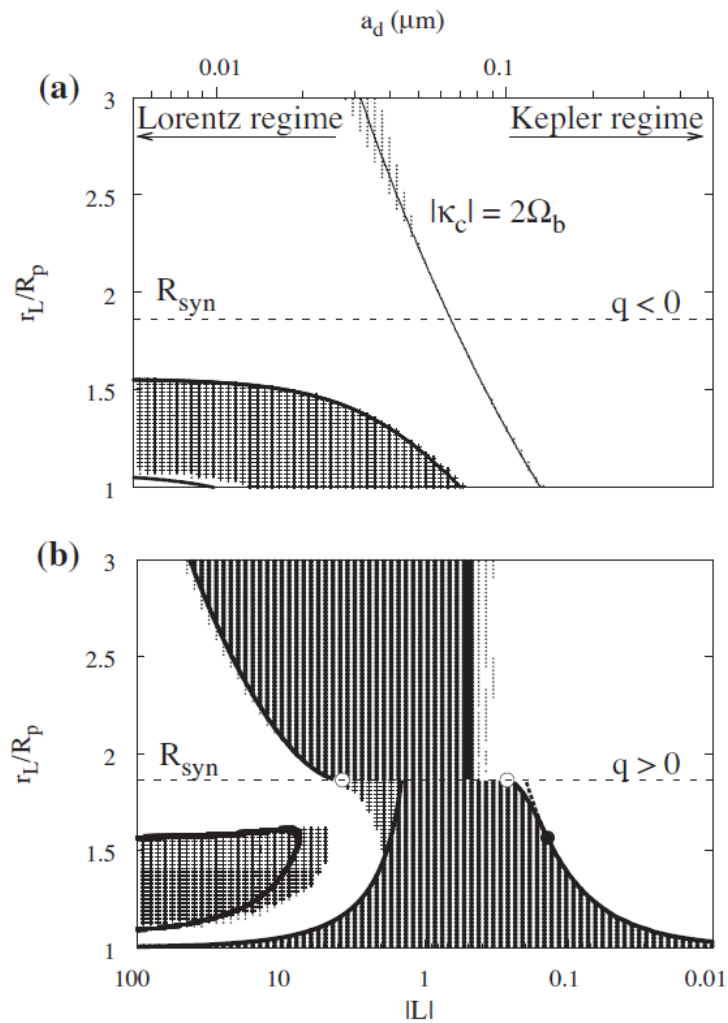 a_d (μm)
0.01 0.1
(a)
3
Lorentz regime Kepler regime
2.5
|κ_c| = 2Ω_b
r_L/R_p
2
R_syn q < 0
1.5
1
(b)
3
2.5
r_L/R_p
2
R_syn q > 0
1.5
1
100 10 1 0.1 0.01
|L|